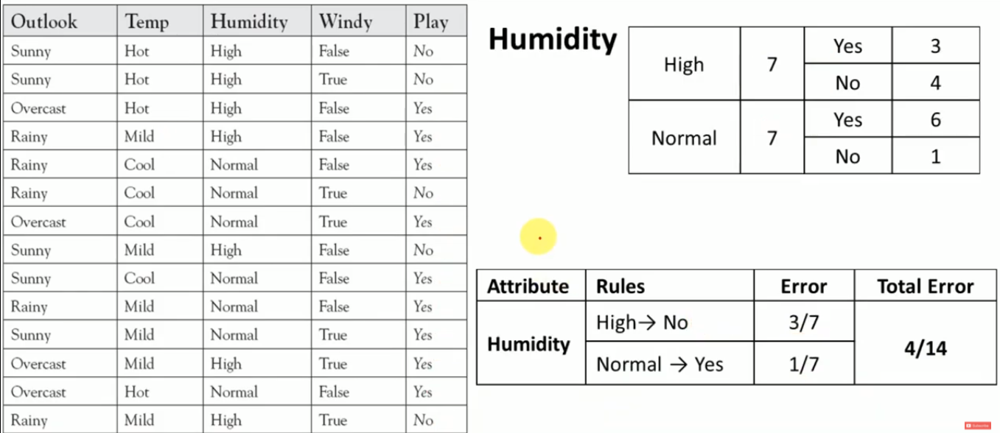 Outlook Temp Humidity Windy Play
Sunny Hot High False No
Sunny Hot High True No
Overcast Hot High False Yes
Rainy Mild High False Yes
Rainy Cool Normal False Yes
Rainy Cool Normal True No
Overcast Cool Normal True Yes
Sunny Mild High False No
Sunny Cool Normal False Yes
Rainy Mild Normal False Yes
Sunny Mild Normal True Yes
Overcast Mild High True Yes
Overcast Hot Normal False Yes
Rainy Mild High True No
Humidity
High 7 Yes 3
No 4
Normal 7 Yes 6
No 1
Attribute Rules Error Total Error
Humidity High→ No 3/7 4/14
Normal → Yes 1/7
Subscribe